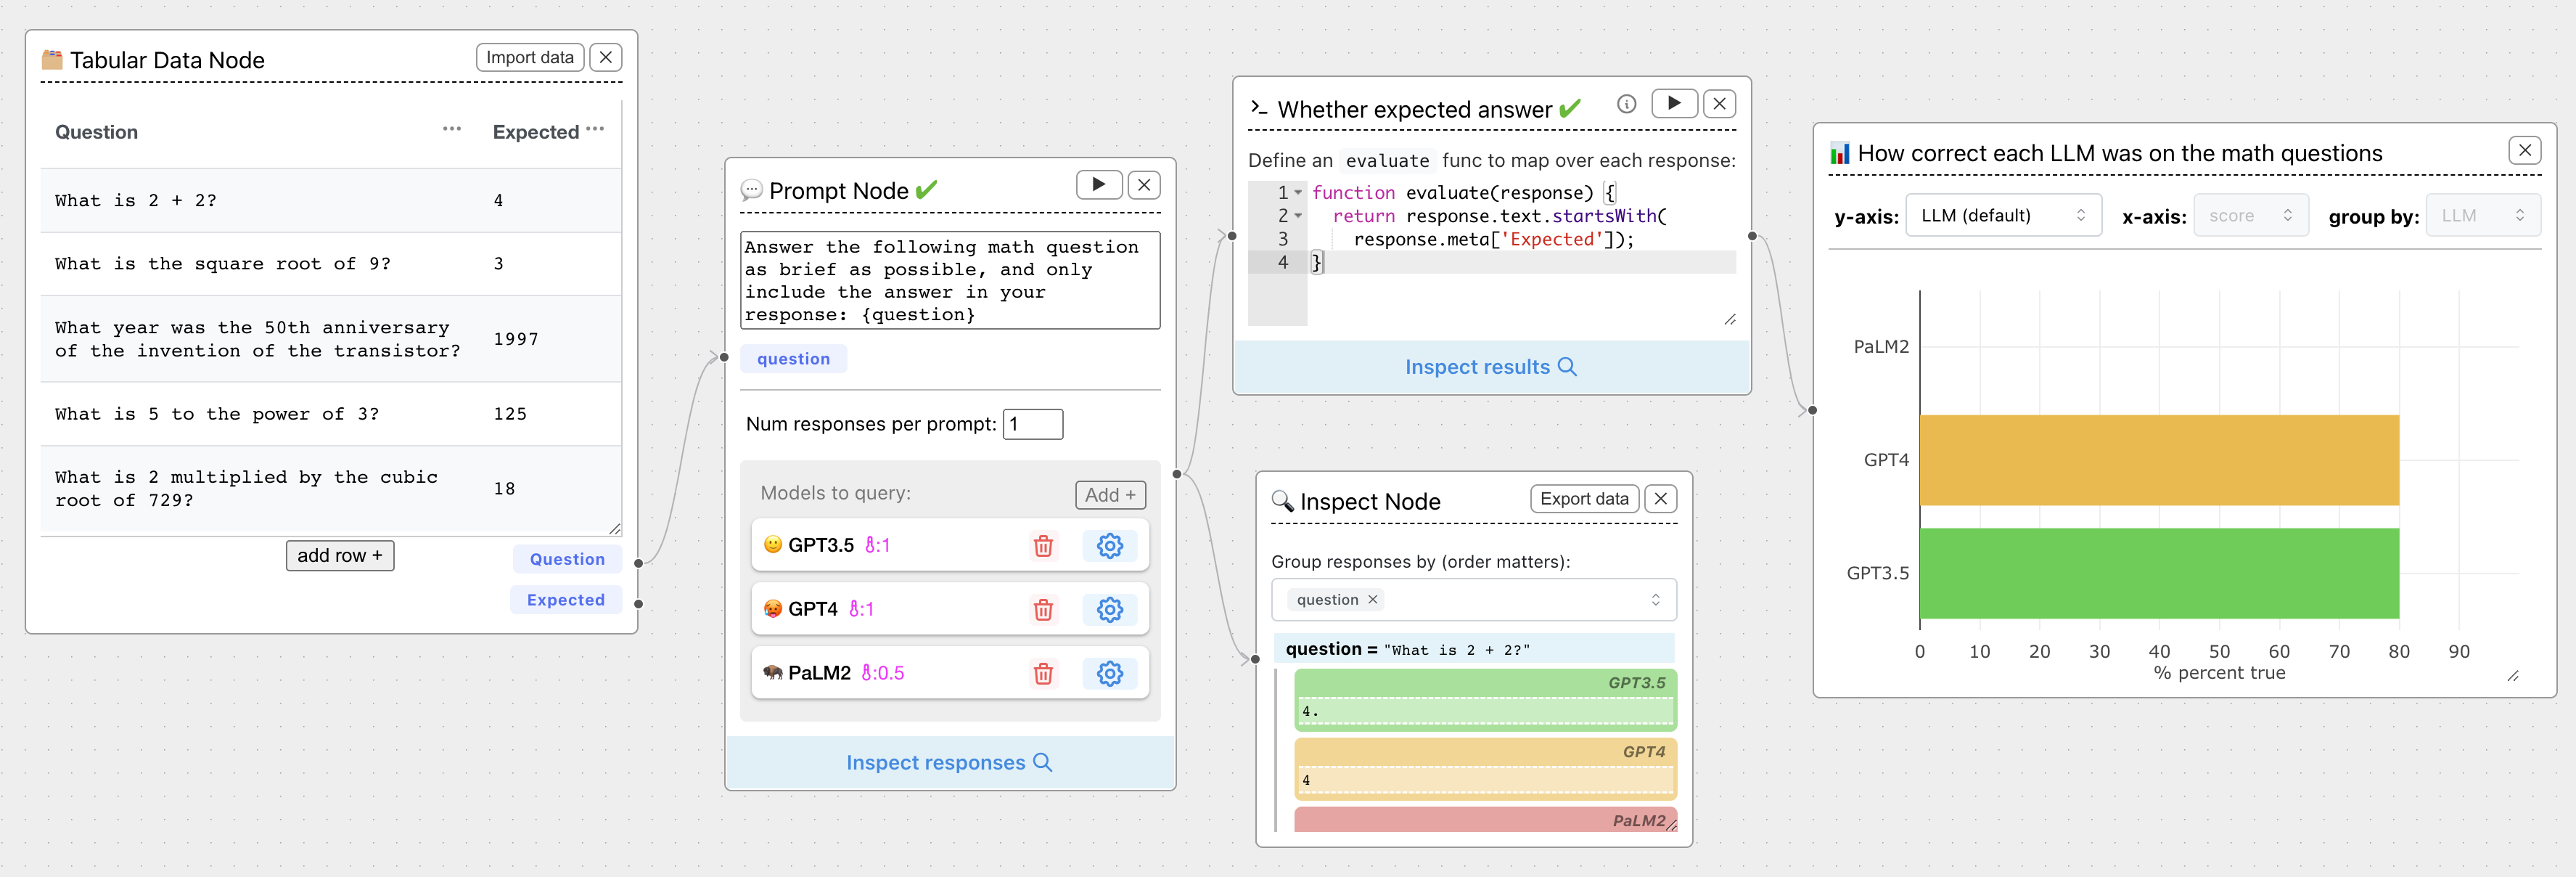 Tabular Data Node
Import data
Question
Expected
What is 2 + 2?
4
What is the square root of 9?
3
What year was the 50th anniversary
of the invention of the transistor?
1997
What is 5 to the power of 3?
125
What is 2 multiplied by the cubic
root of 729?
18
add row +
Question
Expected
Prompt Node
Answer the following math question
as brief as possible, and only
include the answer in your
response: {question}
question
Num responses per prompt: 1
Models to query:
Add +
GPT3.5 :1
GPT4 :1
PaLM2 :0.5
Inspect responses
Whether expected answer
Define an evaluate func to map over each response:
1 function evaluate(response) {
2 return response.text.startsWith(
3 response.meta['Expected']);
4 }
Inspect results
Inspect Node
Export data
Group responses by (order matters):
question
question = "What is 2 + 2?"
GPT3.5
4.
GPT4
4
PaLM2
How correct each LLM was on the math questions
y-axis: LLM (default) x-axis: score group by: LLM
PaLM2
GPT4
GPT3.5
0 10 20 30 40 50 60 70 80 90
% percent true